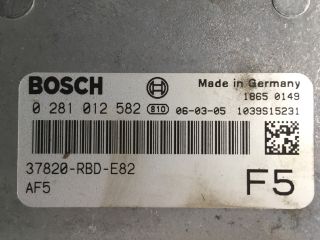 BOSCH
Made in Germany
1865 0149
0 281 012 582 810 06-03-05 1039S15231
37820-RBD-E82
AF5
F5